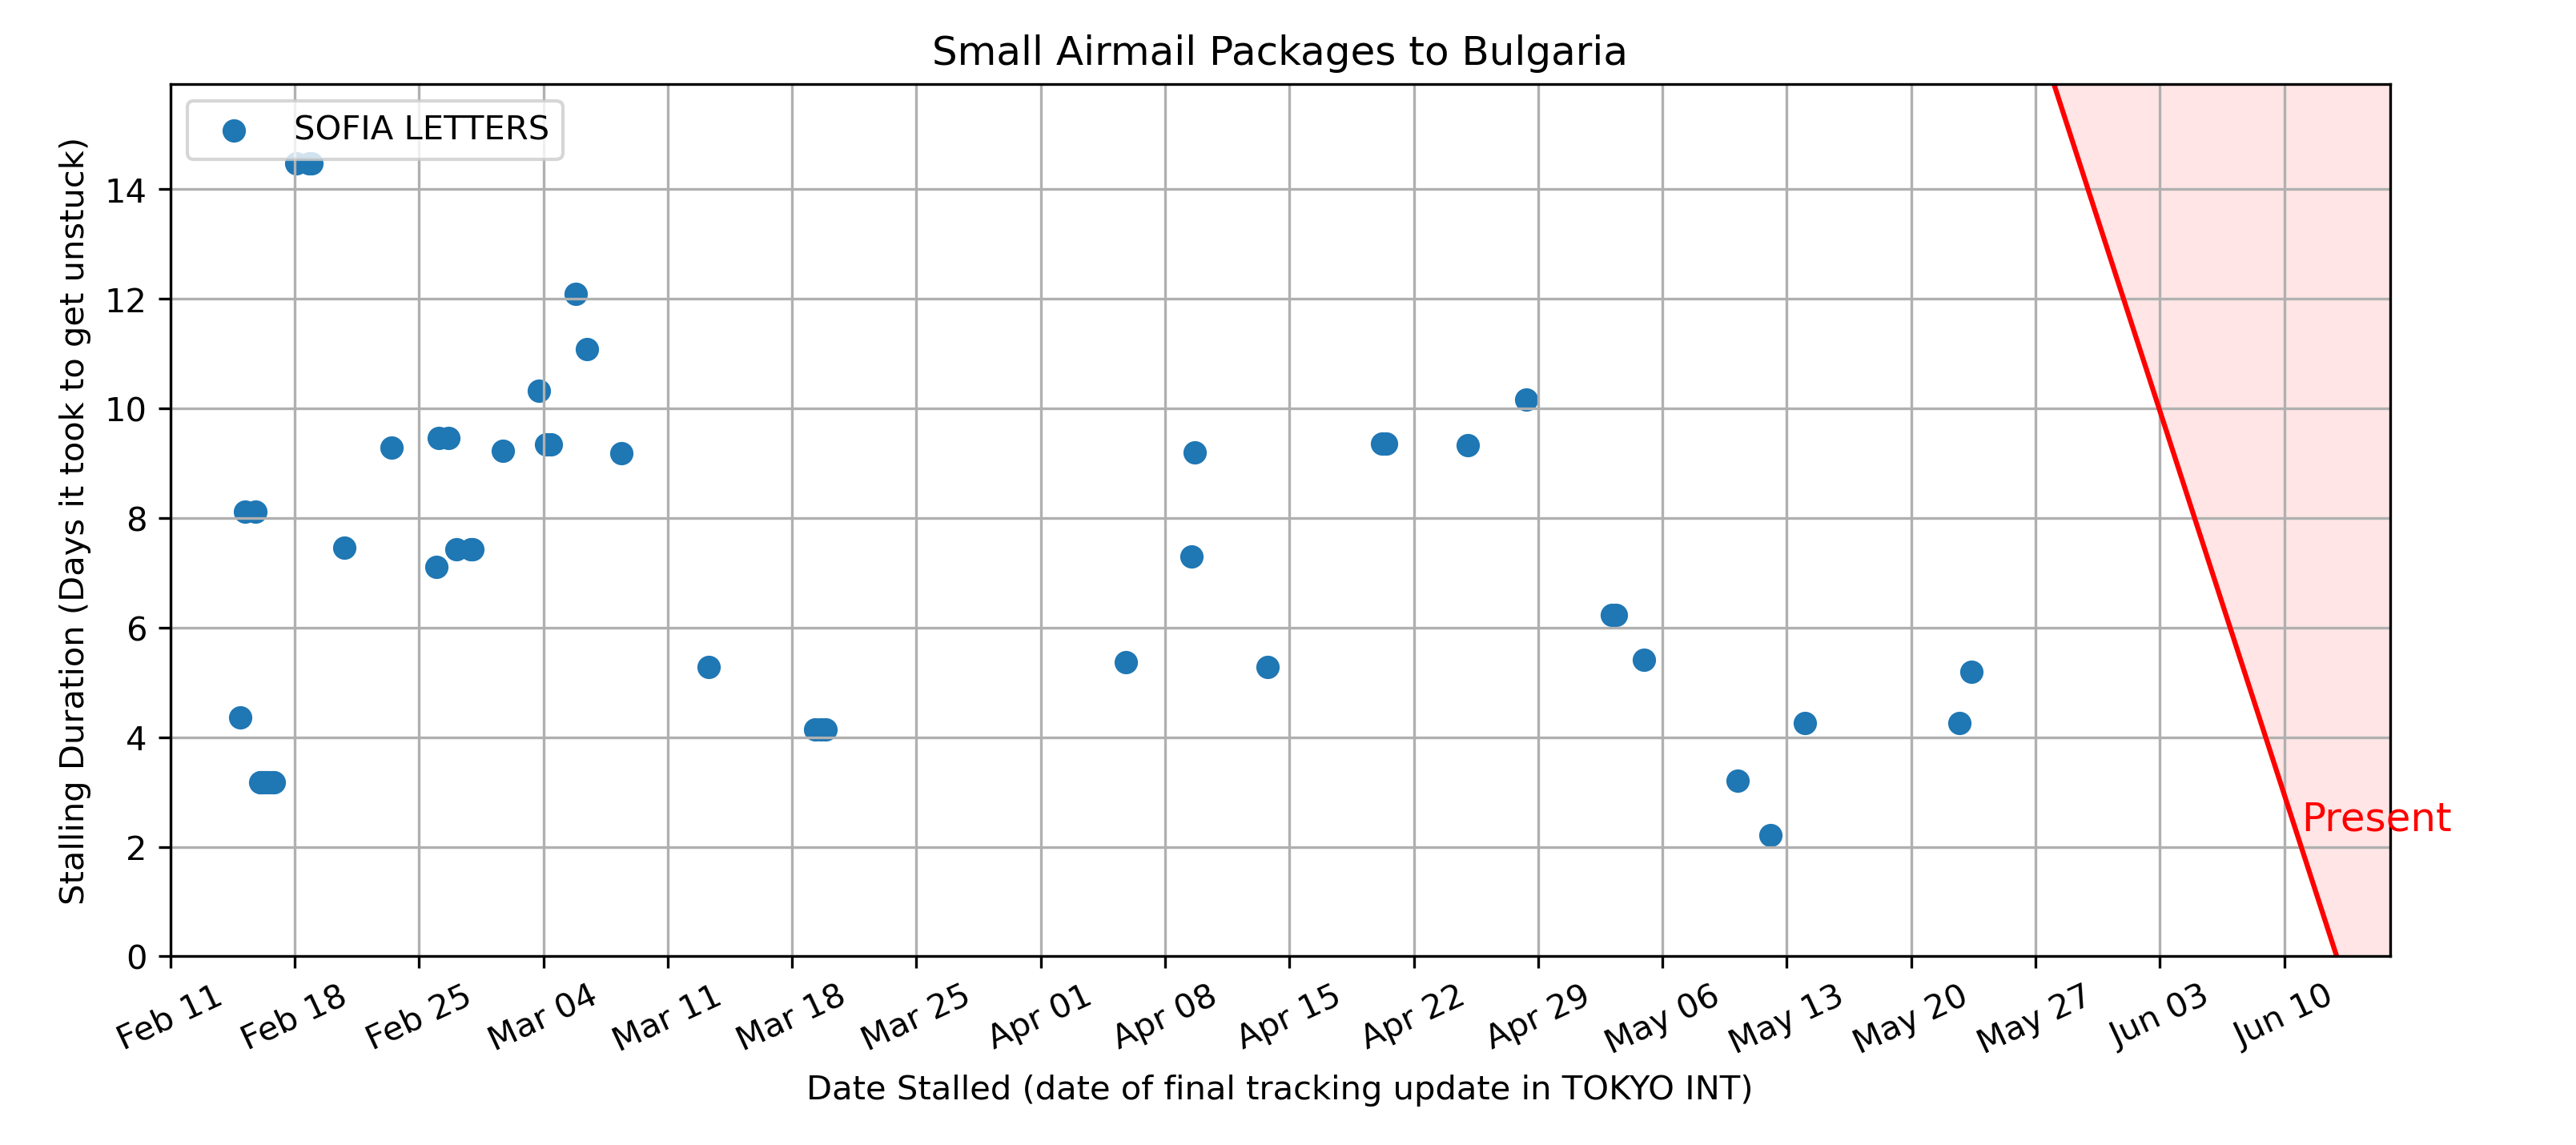 Small Airmail Packages to Bulgaria
SOFIA LETTERS
Stalling Duration (Days it took to get unstuck)
14
12
10
8
6
4
2
0
Present
Feb 11
Feb 18
Feb 25
Mar 04
Mar 11
Mar 18
Mar 25
Apr 01
Apr 08
Apr 15
Apr 22
Apr 29
May 06
May 13
May 20
May 27
Jun 03
Jun 10
Date Stalled (date of final tracking update in TOKYO INT)